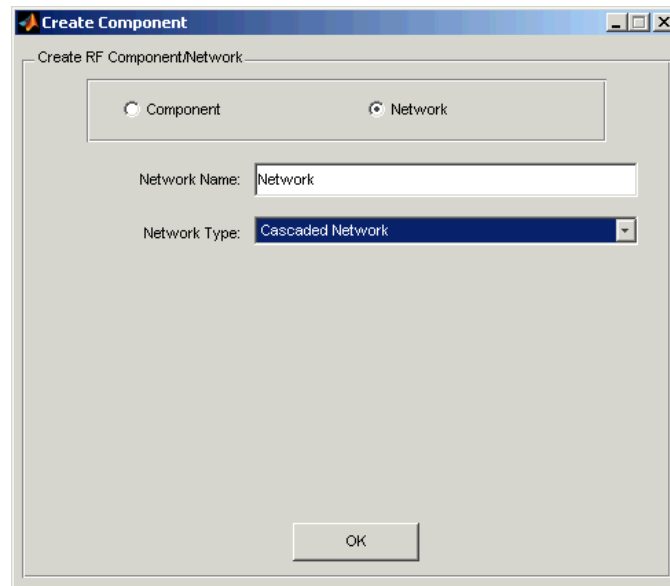 Create Component
Create RF Component/Network
Component Network
Network Name: Network
Network Type: Cascaded Network
OK